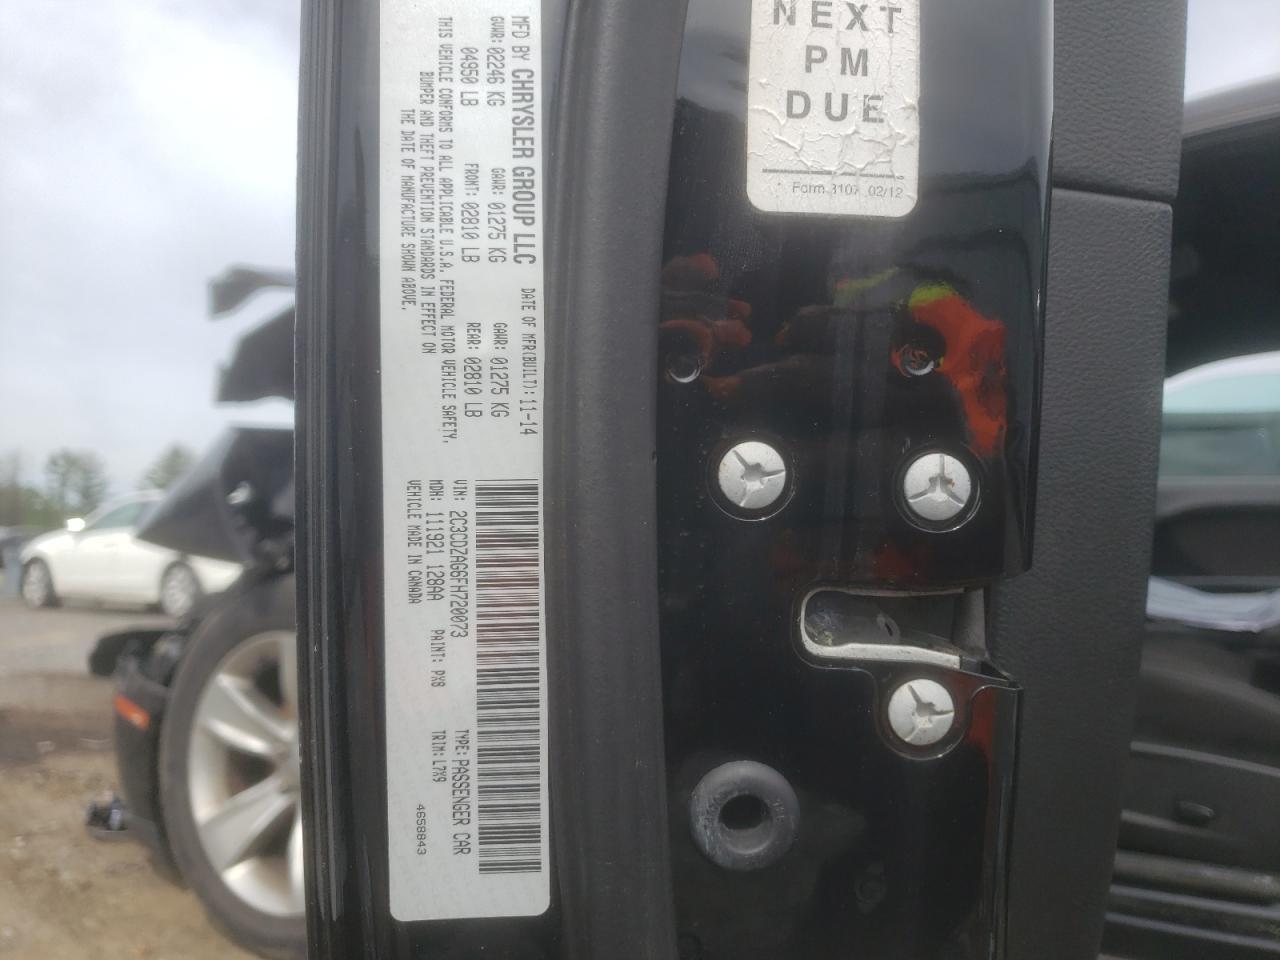 MFD BY CHRYSLER GROUP LLC DATE OF MFR(BUILT): 11-14
GVWR: 02246 KG GAWR: 01275 KG GAWR: 01275 KG
04950 LB FRONT: 02810 LB REAR: 02810 LB
THIS VEHICLE CONFORMS TO ALL APPLICABLE U.S.A. FEDERAL MOTOR VEHICLE SAFETY,
BUMPER AND THEFT PREVENTION STANDARDS IN EFFECT ON
THE DATE OF MANUFACTURE SHOWN ABOVE.
VIN: 2C3CDZAG6FH720073 TYPE: PASSENGER CAR
MDH: 111921 128AA PAINT: PX8 TRIM: L7X9
VEHICLE MADE IN CANADA
4658843
NEXT
PM
DUE
Form 3107 02/12